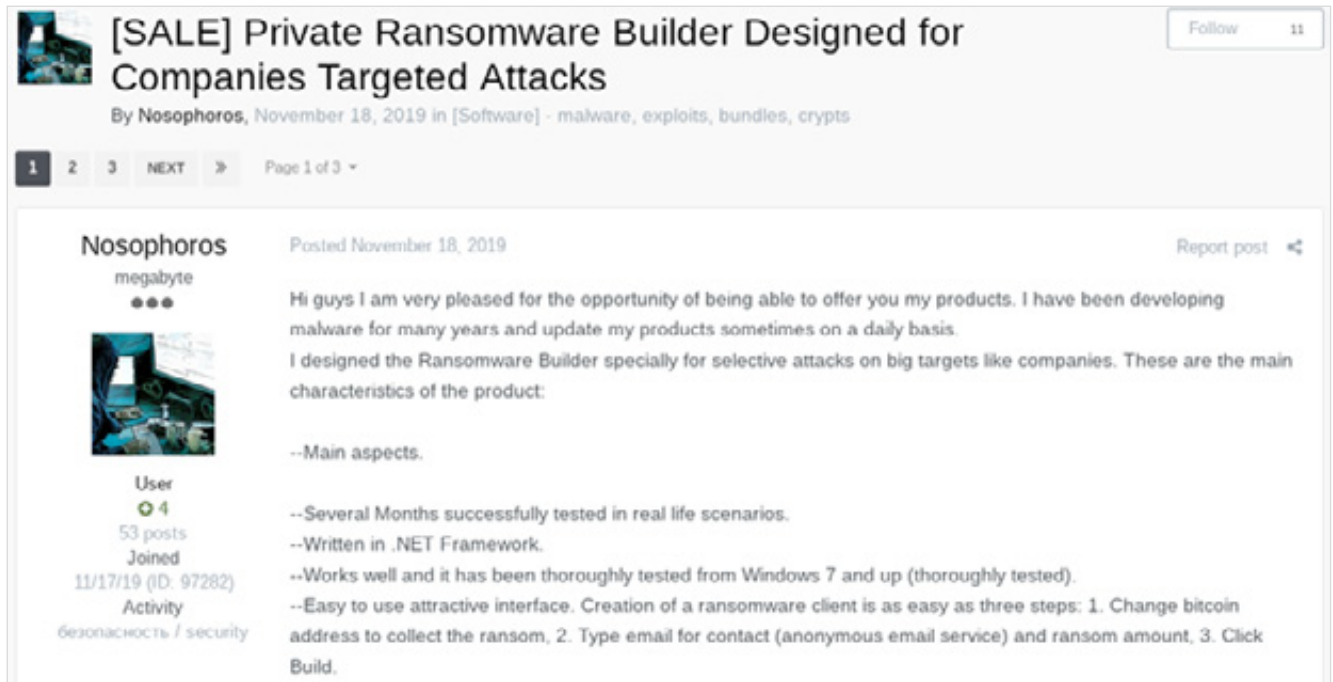 [SALE] Private Ransomware Builder Designed for
Companies Targeted Attacks
Follow 11
By Nosophoros, November 18, 2019 in [Software] - malware, exploits, bundles, crypts
1 2 3 NEXT » Page 1 of 3
Nosophoros
megabyte
User
4
53 posts
Joined
11/17/19 (ID: 97282)
Activity
безопасность / security
Posted November 18, 2019
Report post
Hi guys I am very pleased for the opportunity of being able to offer you my products. I have been developing
malware for many years and update my products sometimes on a daily basis.
I designed the Ransomware Builder specially for selective attacks on big targets like companies. These are the main
characteristics of the product:
--Main aspects.
--Several Months successfully tested in real life scenarios.
--Written in .NET Framework.
--Works well and it has been thoroughly tested from Windows 7 and up (thoroughly tested).
--Easy to use attractive interface. Creation of a ransomware client is as easy as three steps: 1. Change bitcoin
address to collect the ransom, 2. Type email for contact (anonymous email service) and ransom amount, 3. Click
Build.